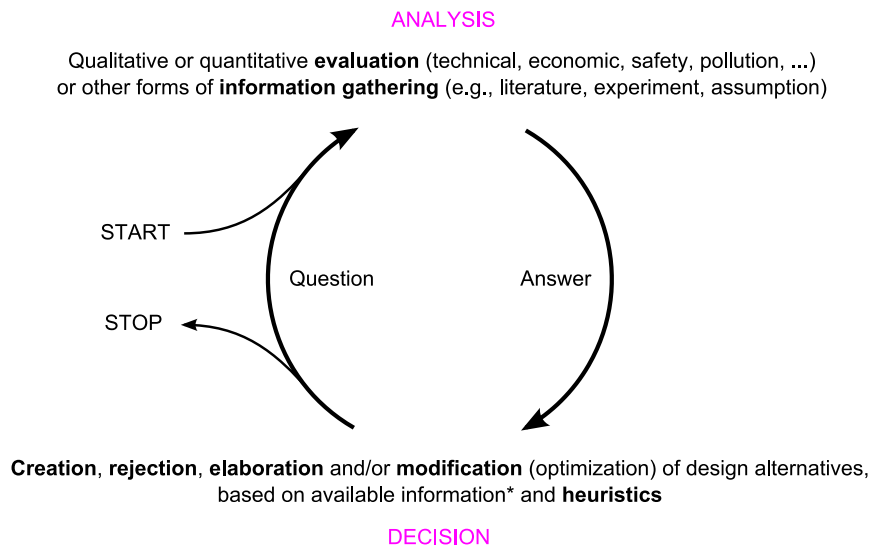 ANALYSIS
Qualitative or quantitative evaluation (technical, economic, safety, pollution, ...)
or other forms of information gathering (e.g., literature, experiment, assumption)
START
Question
Answer
STOP
Creation, rejection, elaboration and/or modification (optimization) of design alternatives,
based on available information* and heuristics
DECISION